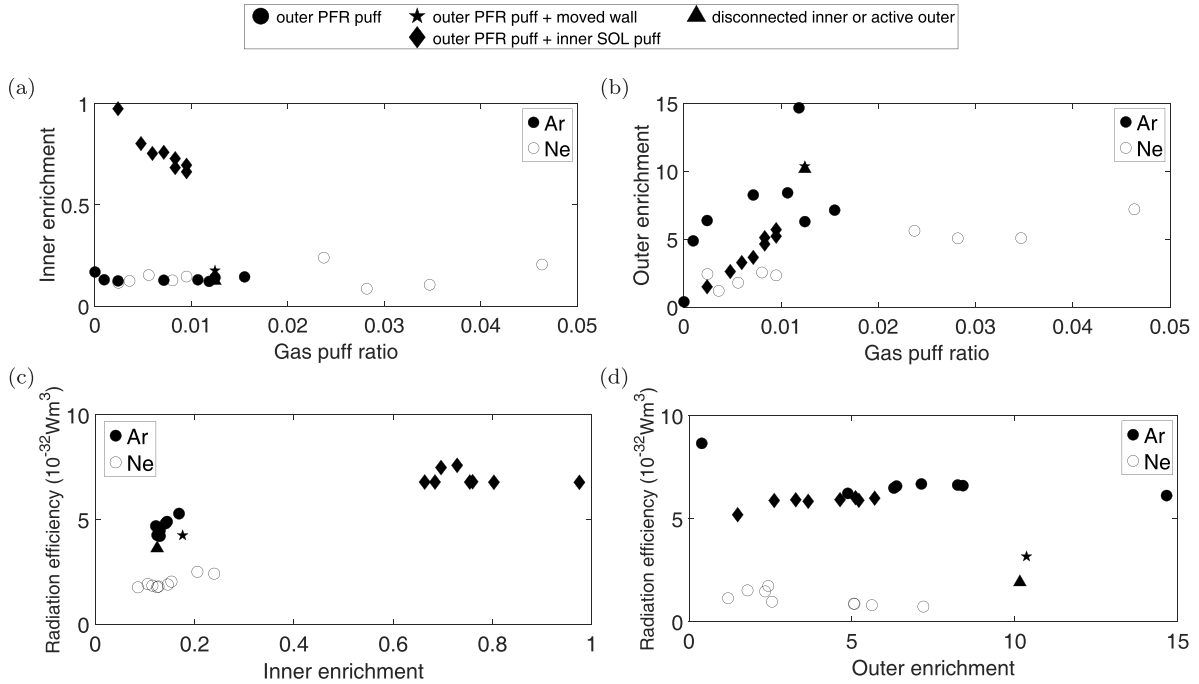 outer PFR puff outer PFR puff + moved wall disconnected inner or active outer
outer PFR puff + inner SOL puff
(a) (b)
1
0.5
0
Inner enrichment
Ar
Ne
0 0.01 0.02 0.03 0.04 0.05
Gas puff ratio
15
10
5
0
Outer enrichment
Ar
Ne
0 0.01 0.02 0.03 0.04 0.05
Gas puff ratio
(c) (d)
10
5
0
Radiation efficiency (10⁻³²Wm³)
Ar
Ne
0 0.2 0.4 0.6 0.8 1
Inner enrichment
10
5
0
Radiation efficiency (10⁻³²Wm³)
Ar
Ne
0 5 10 15
Outer enrichment